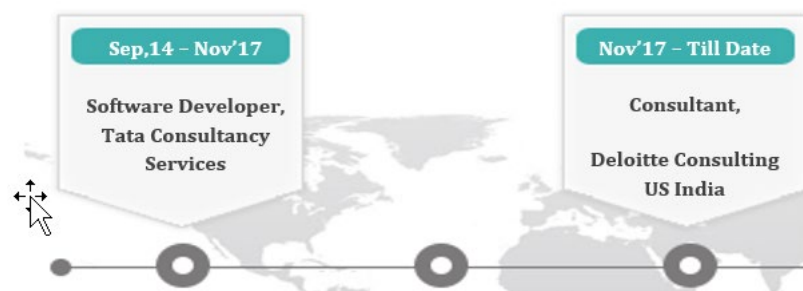 Sep,14 – Nov'17
Software Developer,
Tata Consultancy
Services
Nov'17 – Till Date
Consultant,
Deloitte Consulting
US India